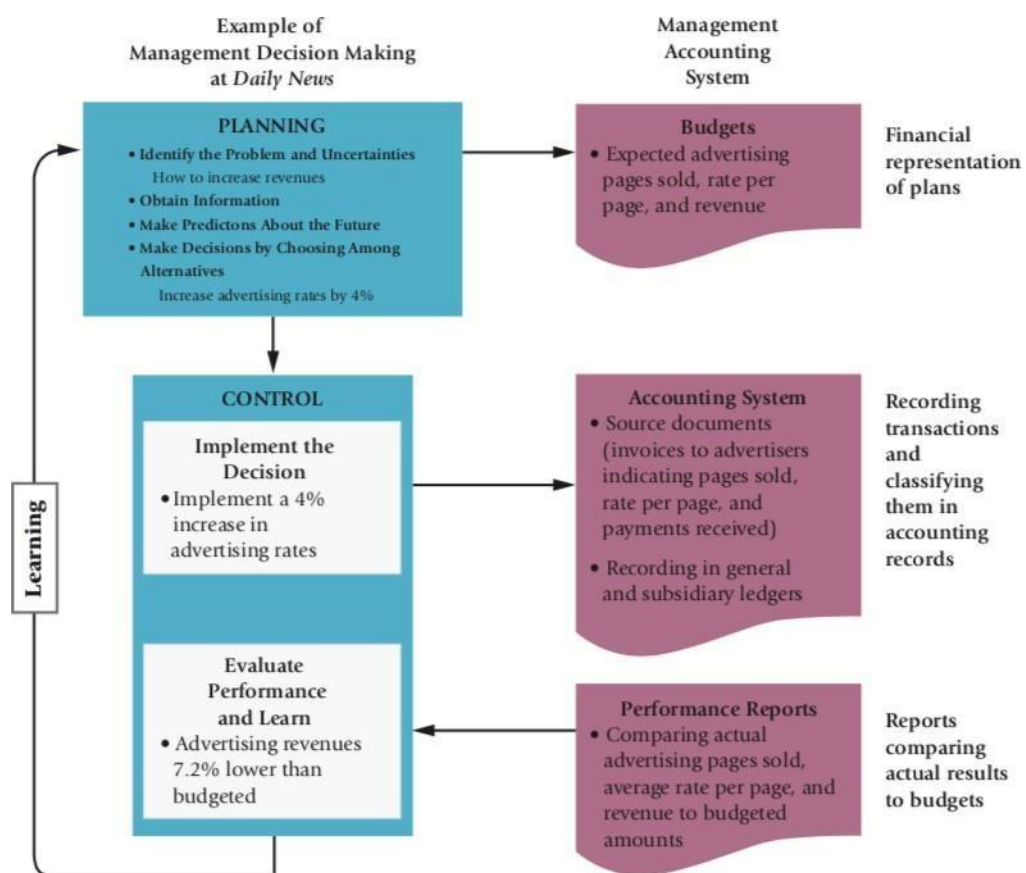 Example of
Management Decision Making
at Daily News
Management
Accounting
System
PLANNING
• Identify the Problem and Uncertainties
How to increase revenues
• Obtain Information
• Make Predictons About the Future
• Make Decisions by Choosing Among
Alternatives
Increase advertising rates by 4%
Budgets
• Expected advertising
pages sold, rate per
page, and revenue
Financial
representation
of plans
CONTROL
Implement the
Decision
• Implement a 4%
increase in
advertising rates
Accounting System
• Source documents
(invoices to advertisers
indicating pages sold,
rate per page, and
payments received)
• Recording in general
and subsidiary ledgers
Recording
transactions
and
classifying
them in
accounting
records
Learning
Evaluate
Performance
and Learn
• Advertising revenues
7.2% lower than
budgeted
Performance Reports
• Comparing actual
advertising pages sold,
average rate per page, and
revenue to budgeted
amounts
Reports
comparing
actual results
to budgets